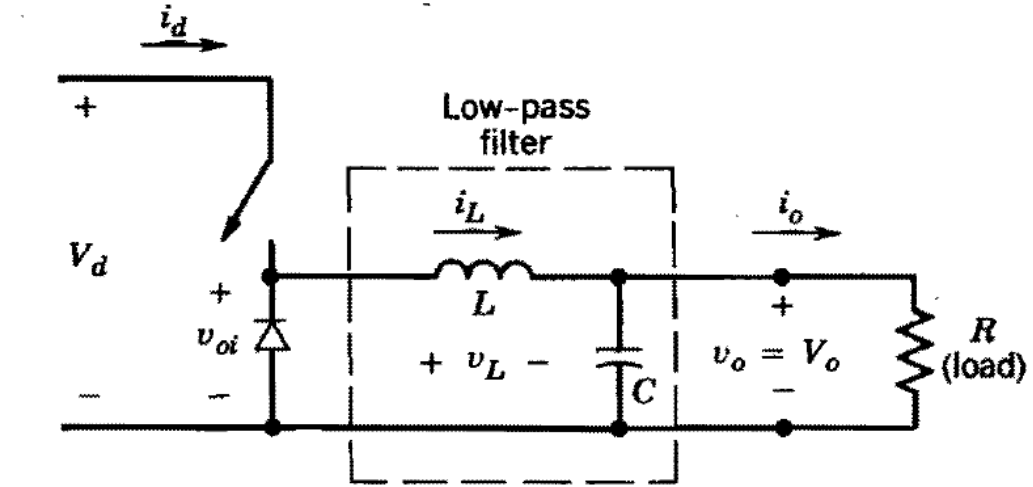 i_d
+
Low-pass
filter
i_L
i_o
V_d
+
v_oi
L
+ v_L −
C
+
v_o = V_o
−
R
(load)
−
−